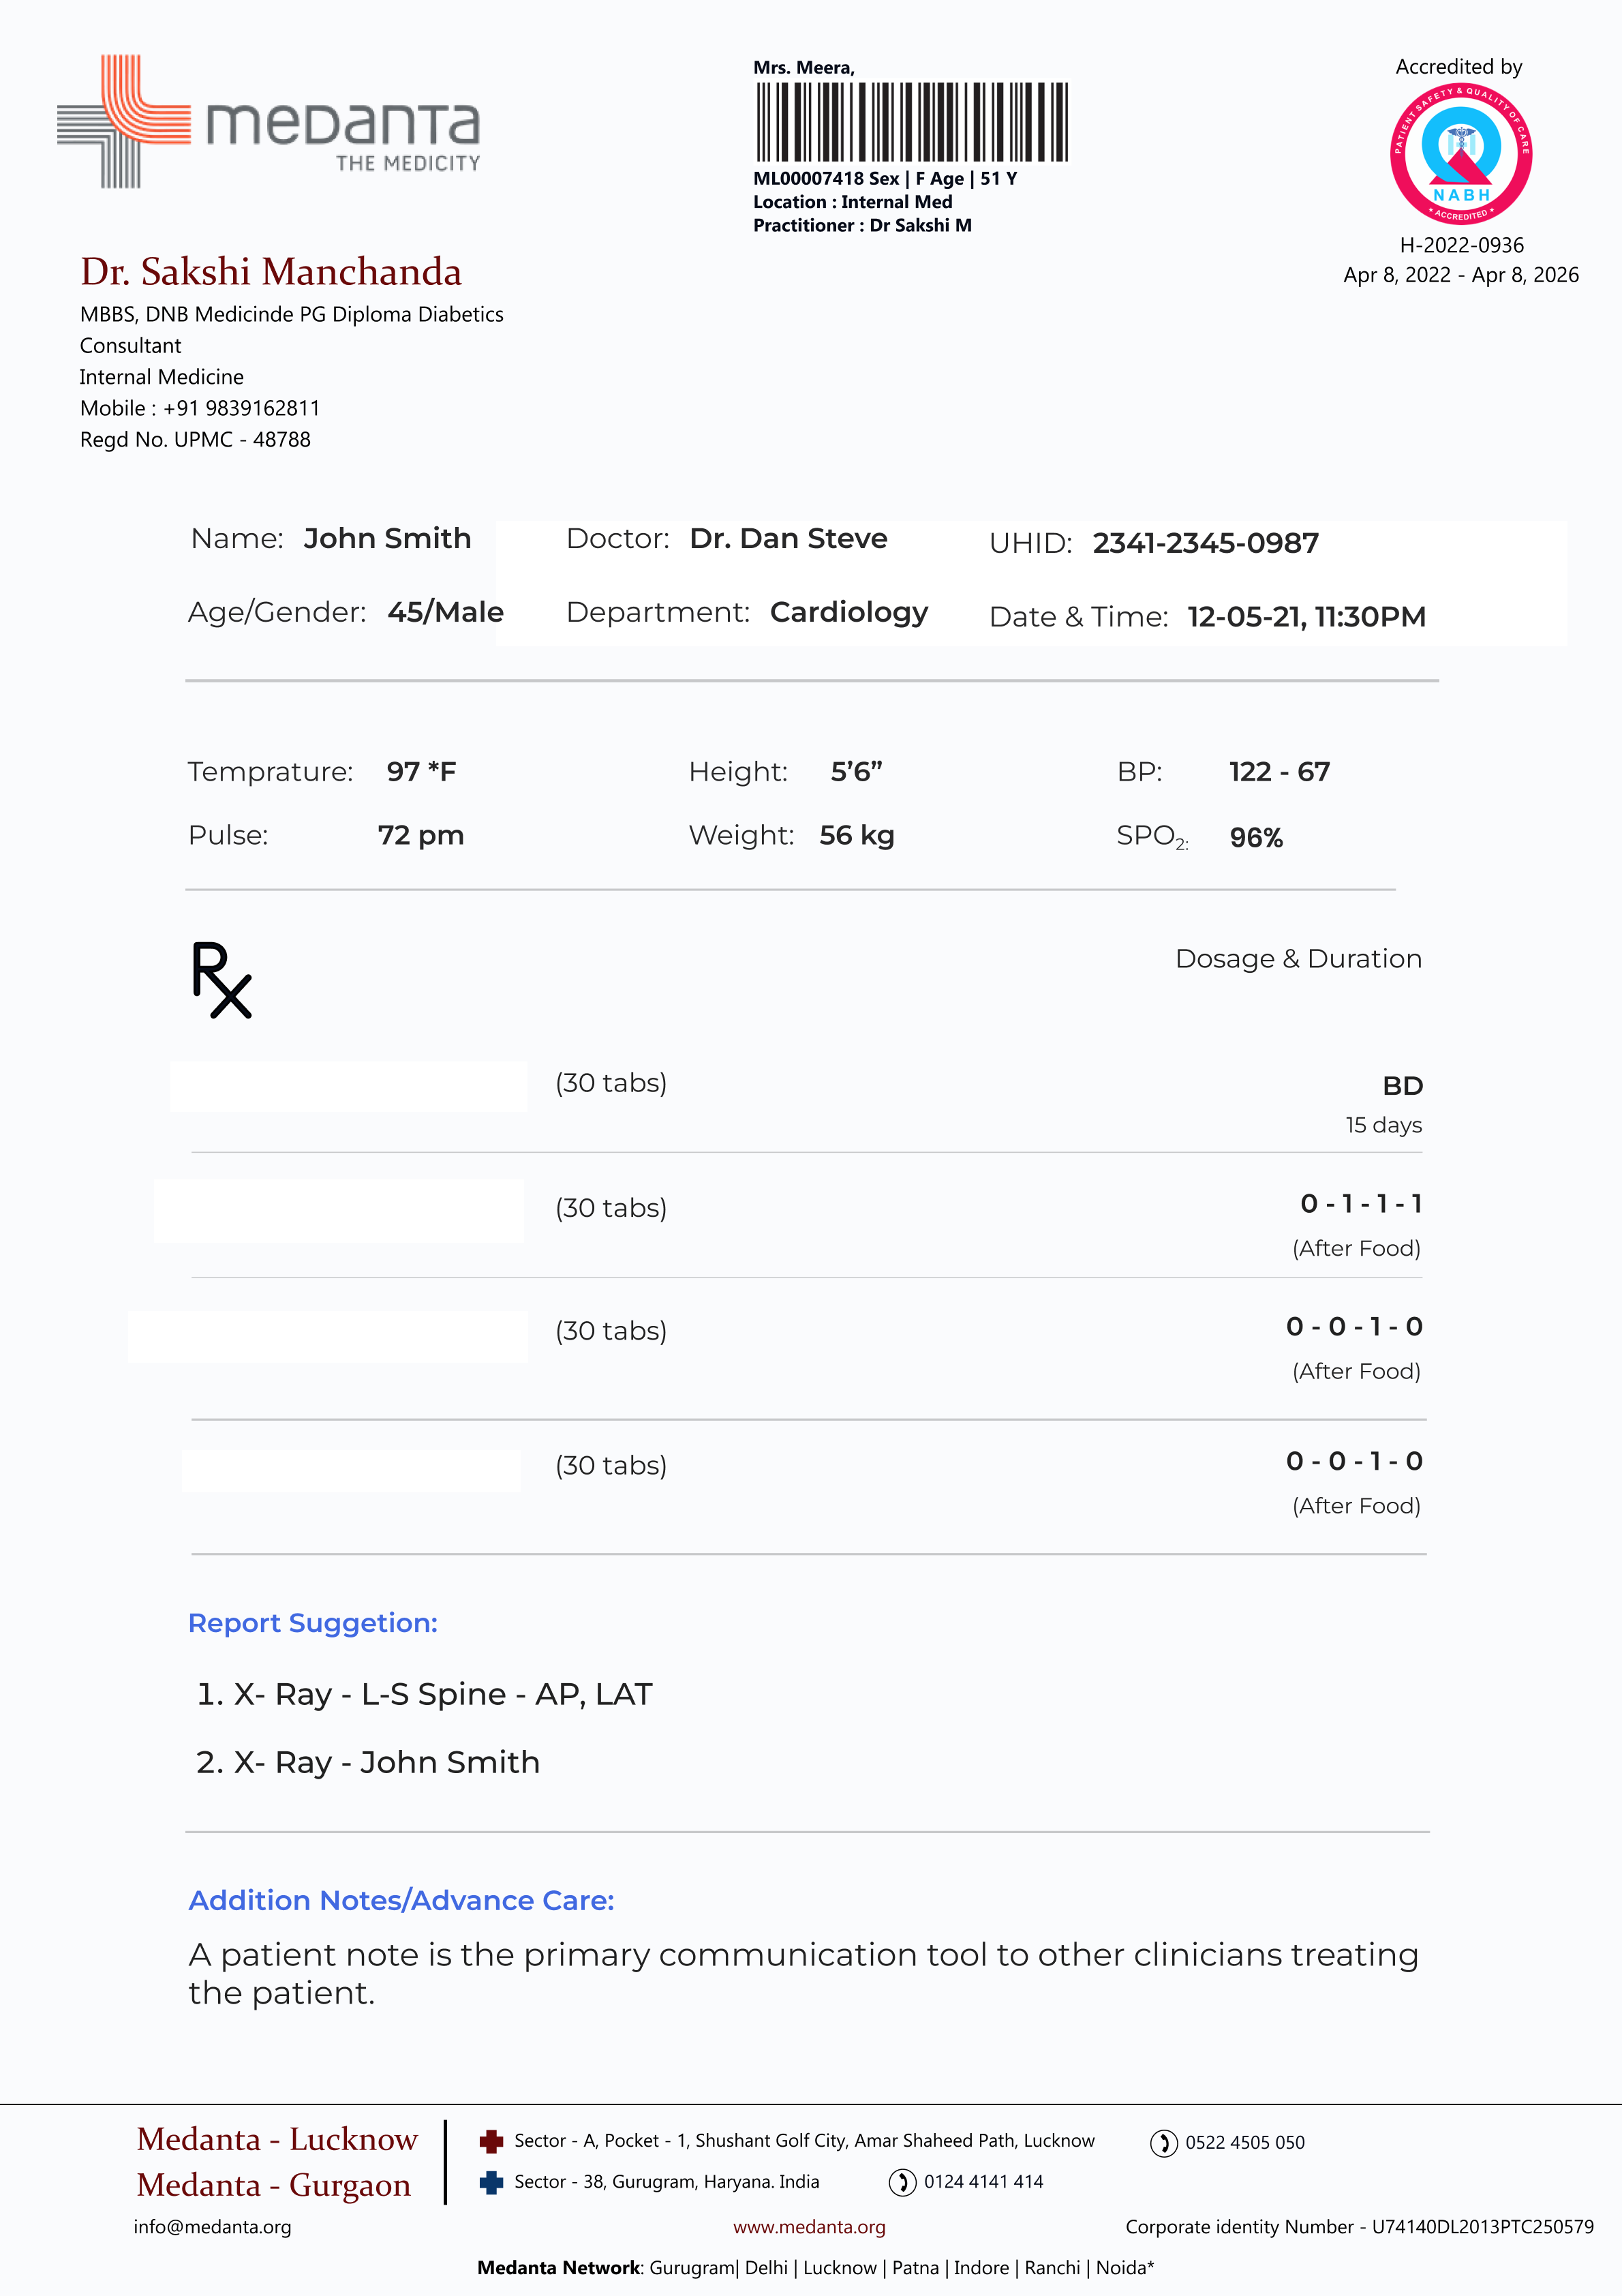 medanta
THE MEDICITY
Mrs. Meera,
ML00007418 Sex | F Age | 51 Y
Location : Internal Med
Practitioner : Dr Sakshi M
Accredited by
PATIENT SAFETY & QUALITY OF CARE
NABH
• ACCREDITED •
H-2022-0936
Apr 8, 2022 - Apr 8, 2026
Dr. Sakshi Manchanda
MBBS, DNB Medicinde PG Diploma Diabetics
Consultant
Internal Medicine
Mobile : +91 9839162811
Regd No. UPMC - 48788
Name: John Smith Doctor: Dr. Dan Steve UHID: 2341-2345-0987
Age/Gender: 45/Male Department: Cardiology Date & Time: 12-05-21, 11:30PM
Temprature: 97 *F Height: 5’6” BP: 122 - 67
Pulse: 72 pm Weight: 56 kg SPO2: 96%
Rx Dosage & Duration
(30 tabs) BD
15 days
(30 tabs) 0 - 1 - 1 - 1
(After Food)
(30 tabs) 0 - 0 - 1 - 0
(After Food)
(30 tabs) 0 - 0 - 1 - 0
(After Food)
Report Suggetion:
1. X- Ray - L-S Spine - AP, LAT
2. X- Ray - John Smith
Addition Notes/Advance Care:
A patient note is the primary communication tool to other clinicians treating
the patient.
Medanta - Lucknow Sector - A, Pocket - 1, Shushant Golf City, Amar Shaheed Path, Lucknow 0522 4505 050
Medanta - Gurgaon Sector - 38, Gurugram, Haryana. India 0124 4141 414
info@medanta.org www.medanta.org Corporate identity Number - U74140DL2013PTC250579
Medanta Network: Gurugram| Delhi | Lucknow | Patna | Indore | Ranchi | Noida*